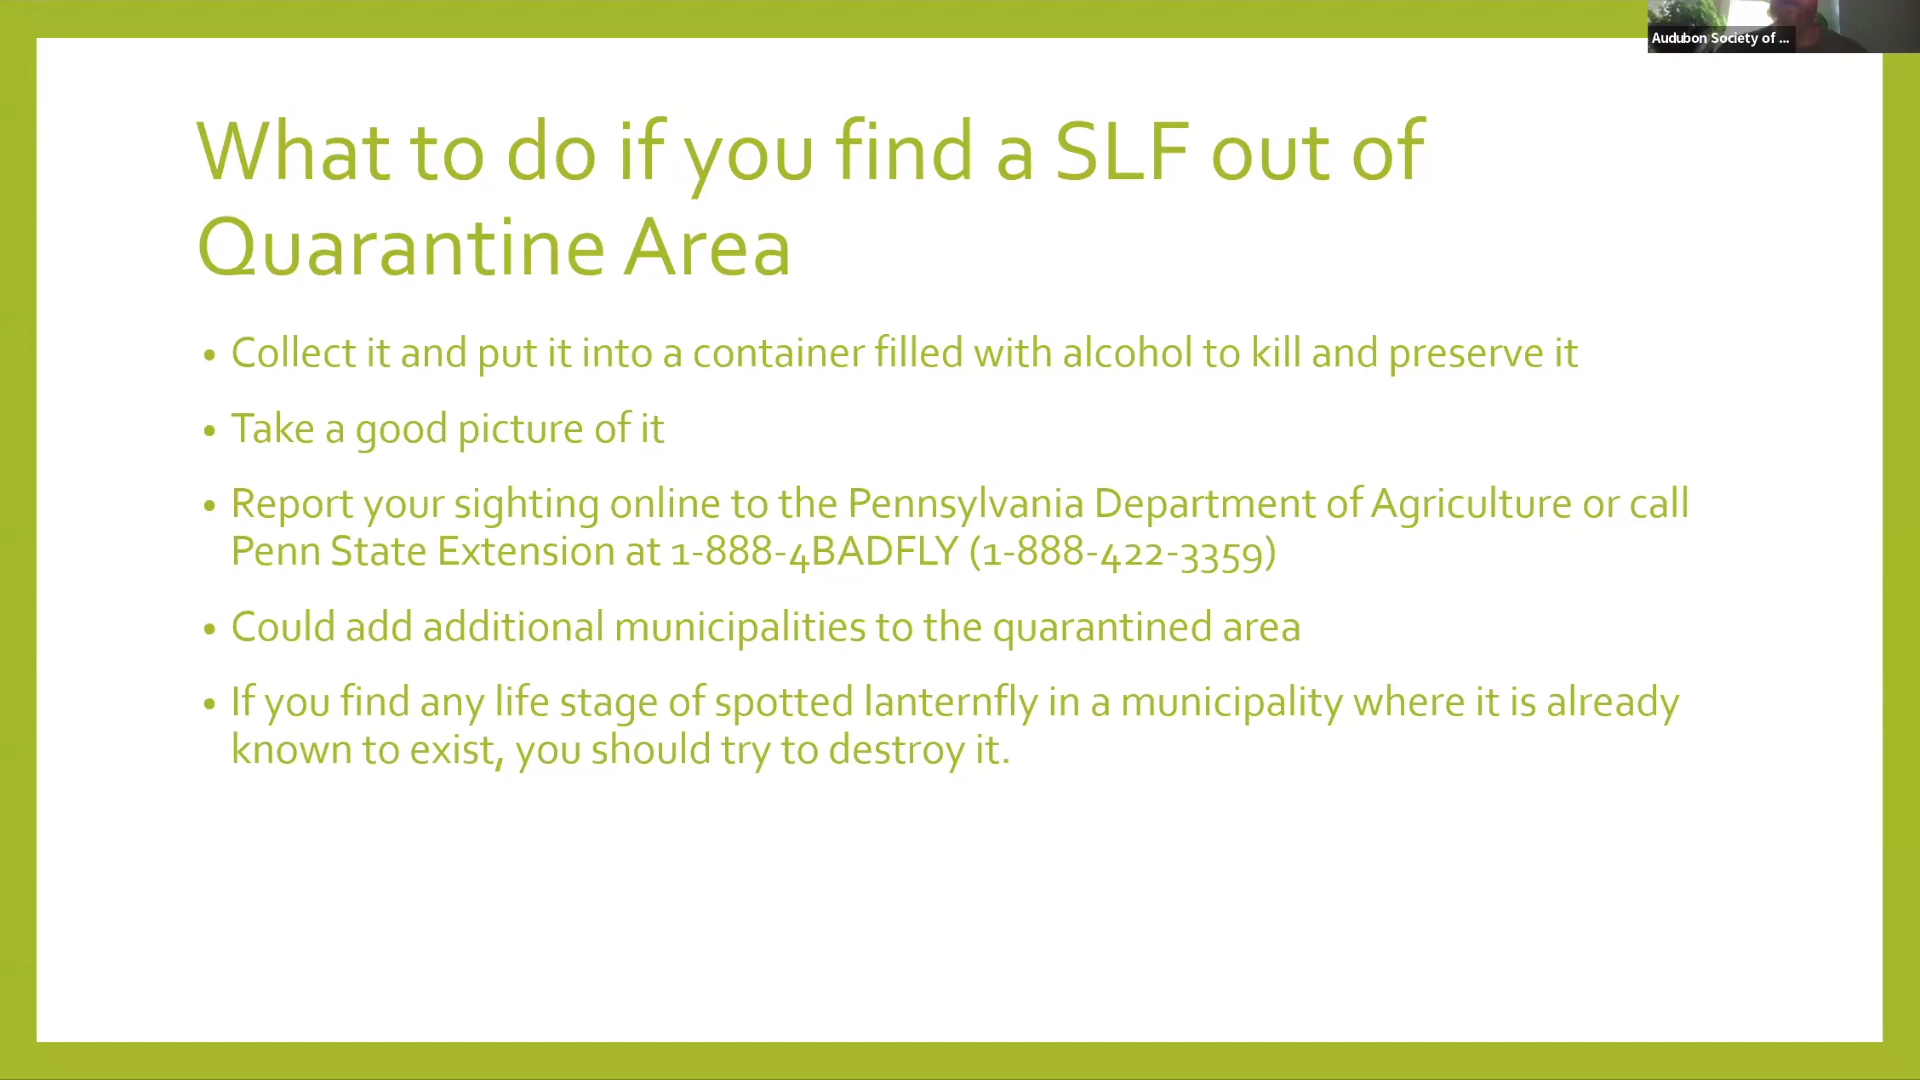 Audubon Society of ...
What to do if you find a SLF out of
Quarantine Area
• Collect it and put it into a container filled with alcohol to kill and preserve it
• Take a good picture of it
• Report your sighting online to the Pennsylvania Department of Agriculture or call
Penn State Extension at 1-888-4BADFLY (1-888-422-3359)
• Could add additional municipalities to the quarantined area
• If you find any life stage of spotted lanternfly in a municipality where it is already
known to exist, you should try to destroy it.